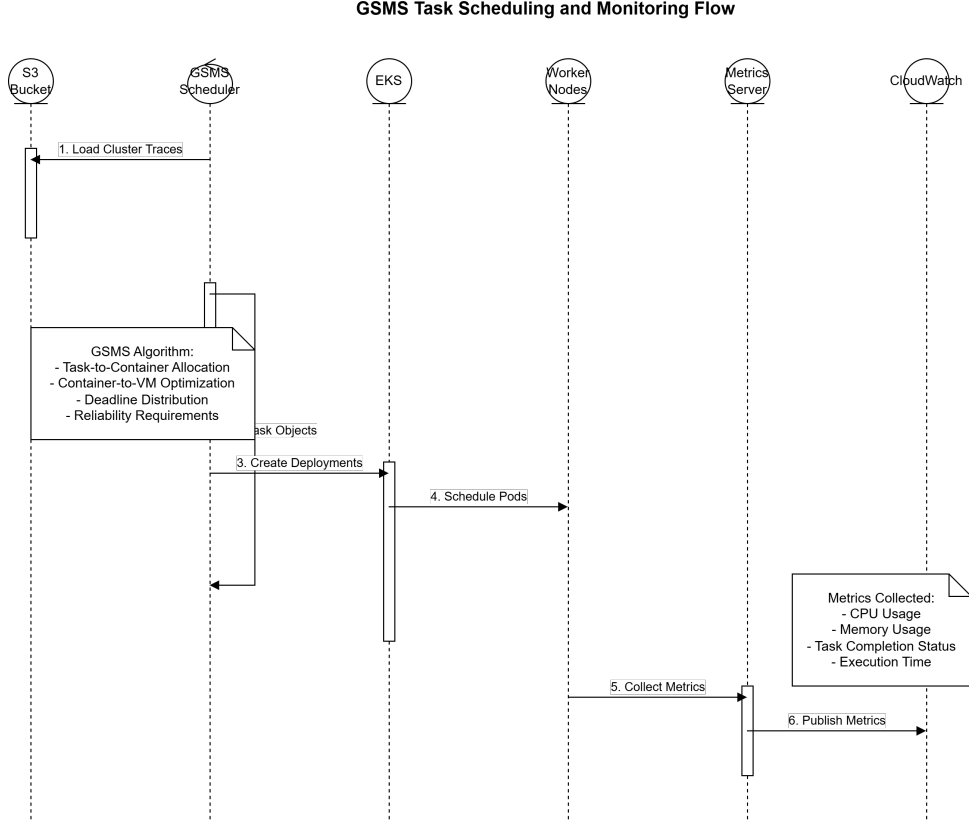 GSMS Task Scheduling and Monitoring Flow
S3
Bucket
GSMS
Scheduler
EKS
Worker
Nodes
Metrics
Server
CloudWatch
1. Load Cluster Traces
GSMS Algorithm:
- Task-to-Container Allocation
- Container-to-VM Optimization
- Deadline Distribution
- Reliability Requirements
Objects
3. Create Deployments
4. Schedule Pods
Metrics Collected:
- CPU Usage
- Memory Usage
- Task Completion Status
- Execution Time
5. Collect Metrics
6. Publish Metrics